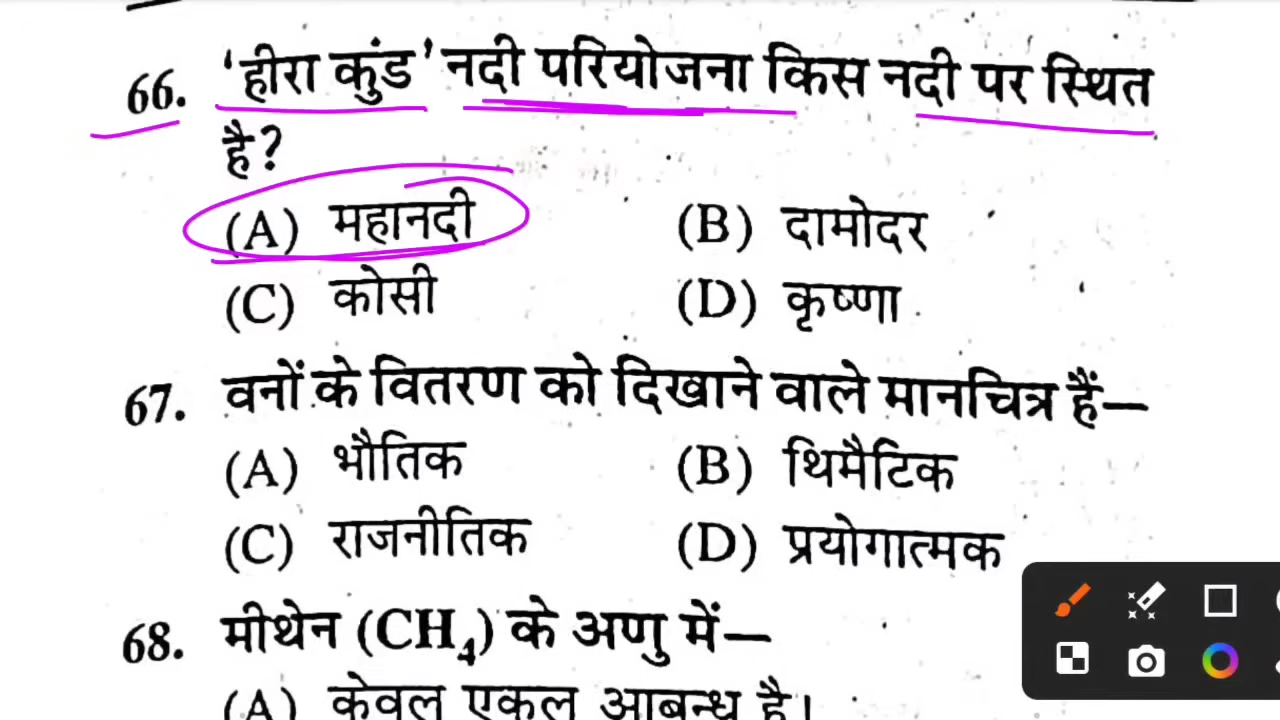 66. 'हीरा कुंड' नदी परियोजना किस नदी पर स्थित
है?
(A) महानदी (B) दामोदर
(C) कोसी (D) कृष्णा
67. वनों के वितरण को दिखाने वाले मानचित्र हैं—
(A) भौतिक (B) थिमैटिक
(C) राजनीतिक (D) प्रयोगात्मक
68. मीथेन (CH₄) के अणु में—
(A) केवल एकल आबन्ध है।